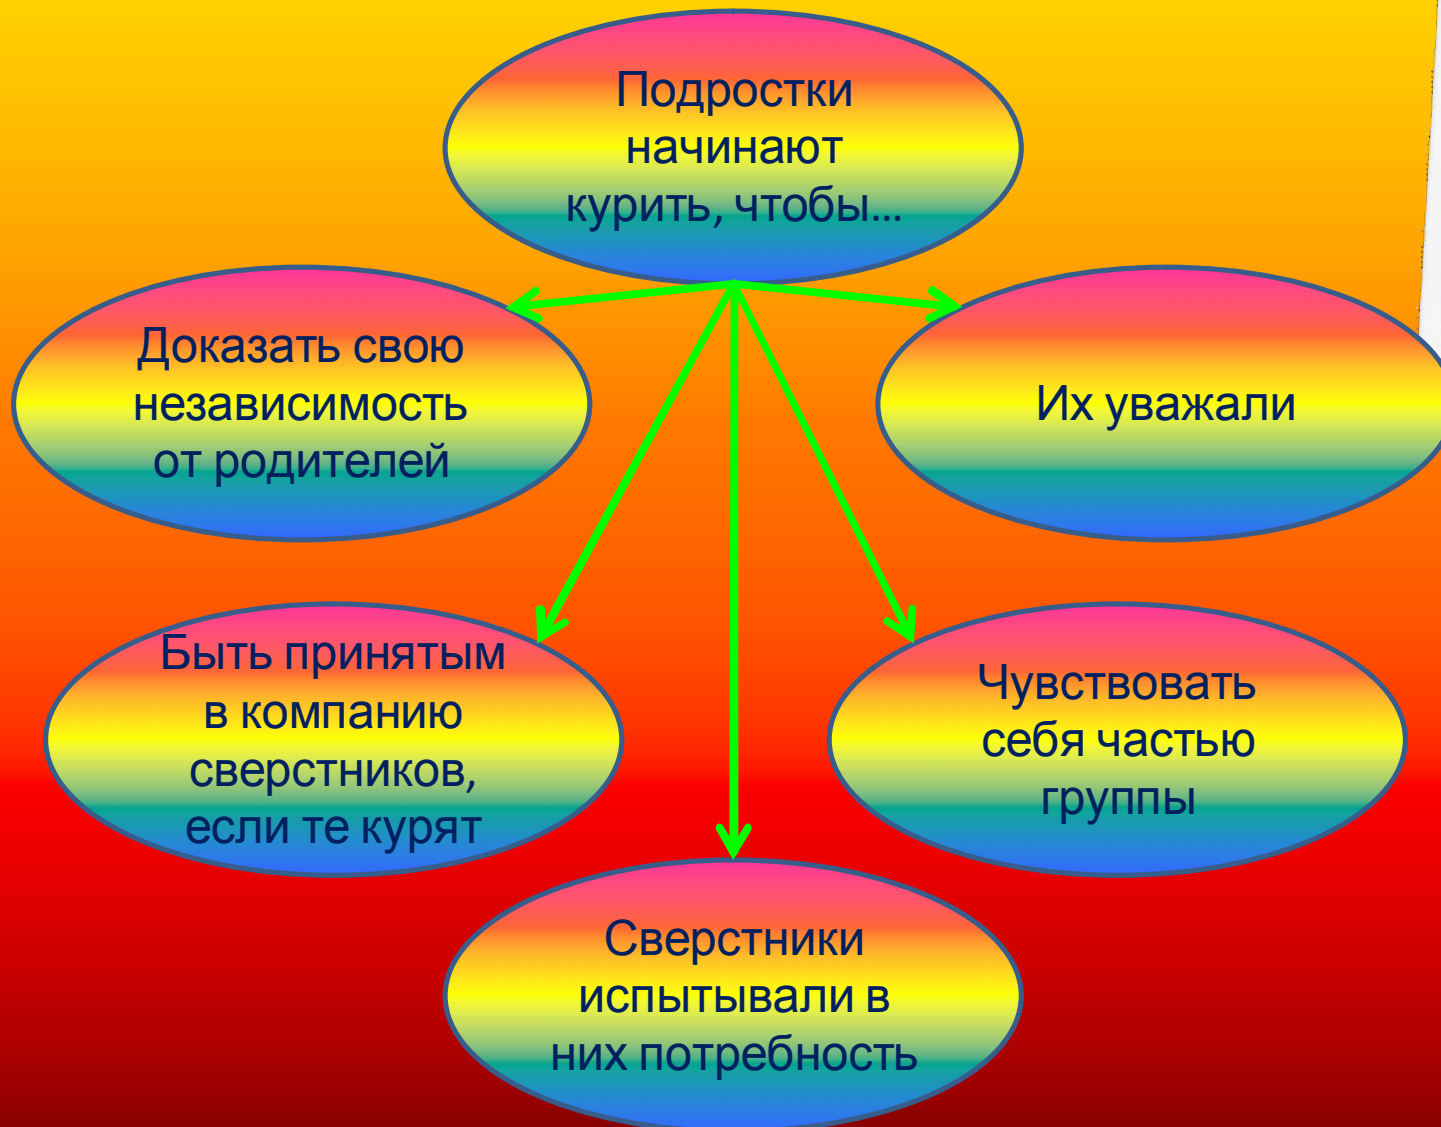 Подростки
начинают
курить, чтобы...
Доказать свою
независимость
от родителей
Их уважали
Быть принятым
в компанию
сверстников,
если те курят
Чувствовать
себя частью
группы
Сверстники
испытывали в
них потребность